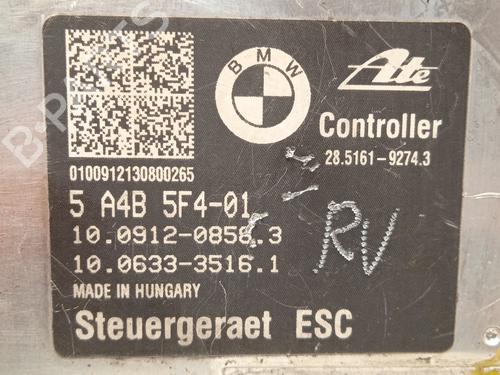 BMW
Ate
Controller
28.5161-9274.3
0100912130800265
5 A4B 5F4-01
10.0912-0858.3
10.0633-3516.1
RV
MADE IN HUNGARY
Steuergeraet ESC
B-PARTS